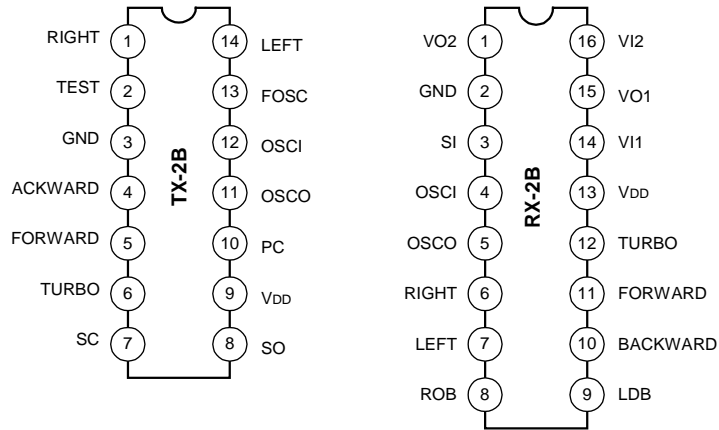 RIGHT 1 14 LEFT
TEST 2 13 FOSC
GND 3 12 OSCI
ACKWARD 4 11 OSCO
FORWARD 5 10 PC
TURBO 6 9 VDD
SC 7 8 SO
TX-2B
VO2 1 16 VI2
GND 2 15 VO1
SI 3 14 VI1
OSCI 4 13 VDD
OSCO 5 12 TURBO
RIGHT 6 11 FORWARD
LEFT 7 10 BACKWARD
ROB 8 9 LDB
RX-2B